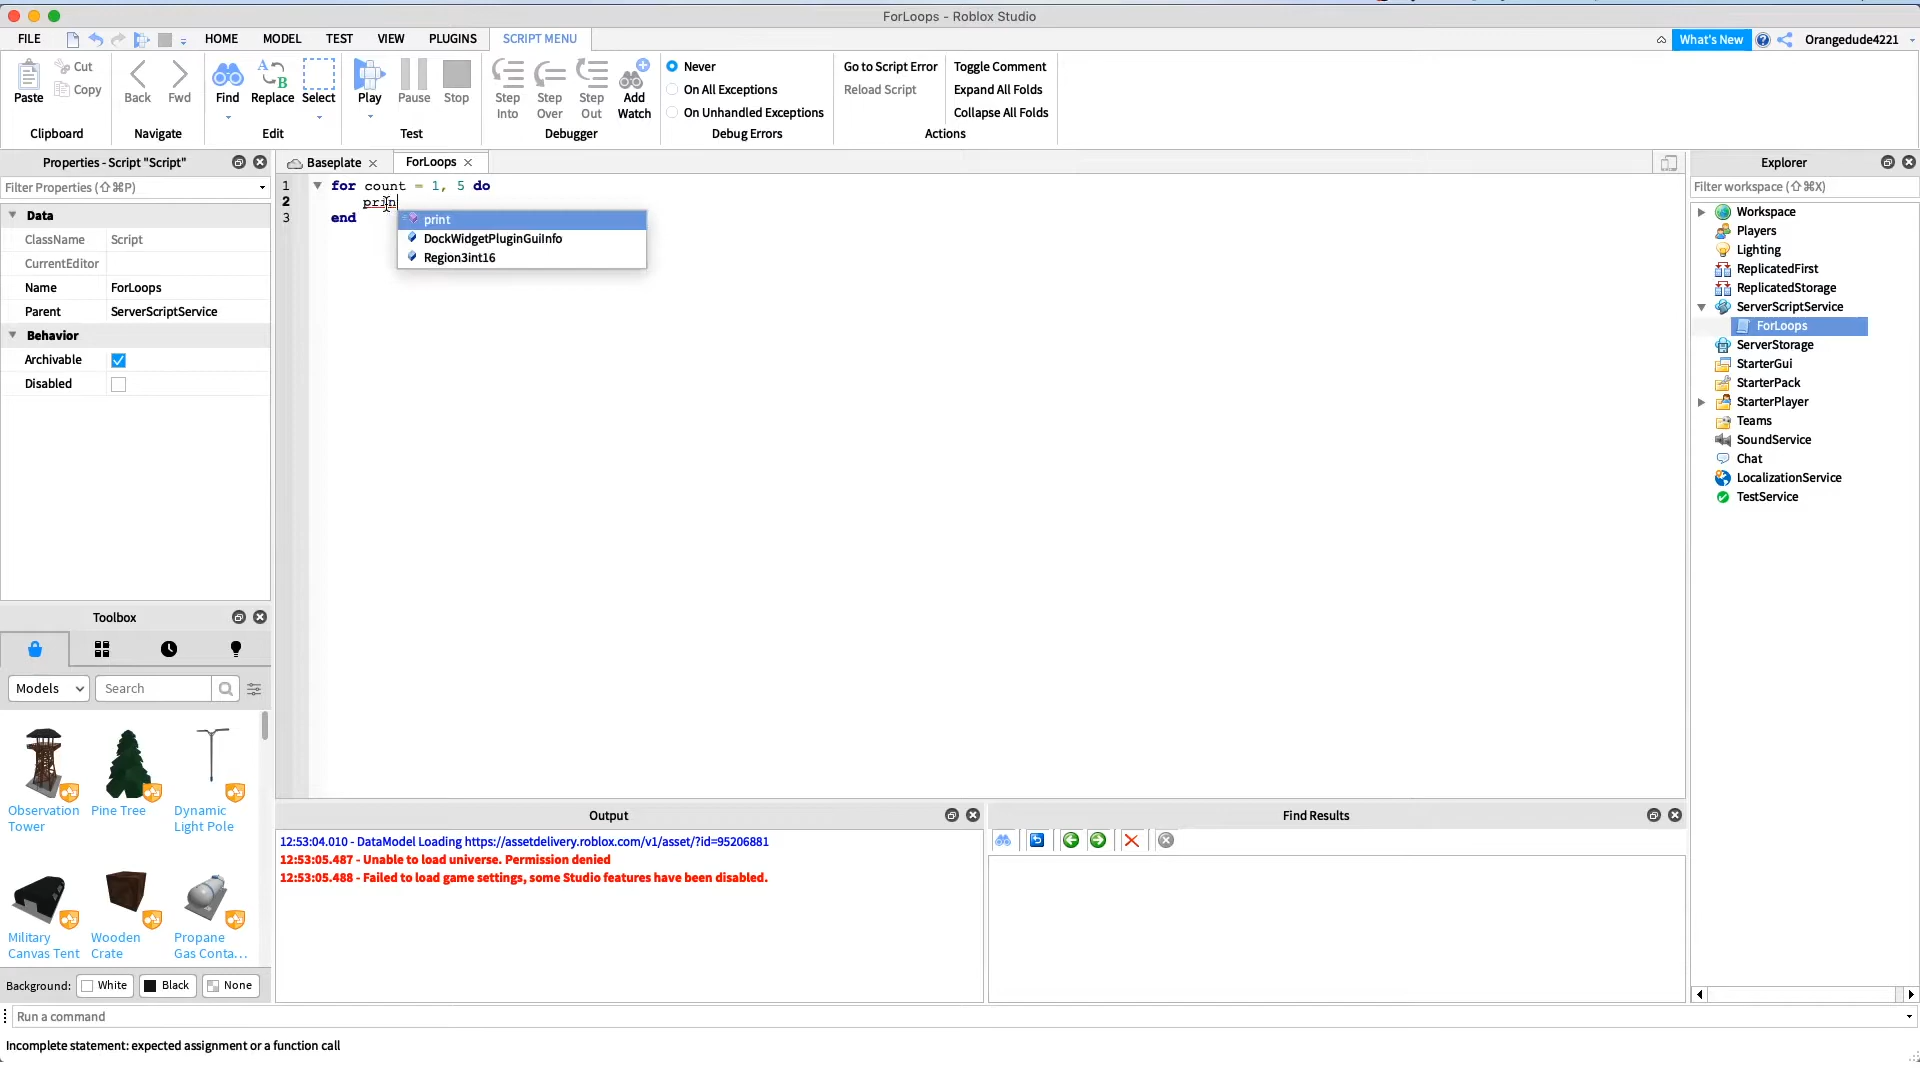 ForLoops - Roblox Studio
FILE
HOME
MODEL
TEST
VIEW
PLUGINS
SCRIPT MENU
What's New
Orangedude4221
Paste
Cut
Copy
Clipboard
Back
Fwd
Navigate
Find
Replace
Select
Edit
Play
Pause
Stop
Test
Step Into
Step Over
Step Out
Add Watch
Debugger
Never
On All Exceptions
On Unhandled Exceptions
Debug Errors
Go to Script Error
Reload Script
Toggle Comment
Expand All Folds
Collapse All Folds
Actions
Properties - Script "Script"
Filter Properties (⇧⌘P)
Data
ClassName Script
CurrentEditor
Name ForLoops
Parent ServerScriptService
Behavior
Archivable
Disabled
Baseplate
ForLoops
1 for count = 1, 5 do
2 prin
3 end
print
DockWidgetPluginGuiInfo
Region3int16
Explorer
Filter workspace (⇧⌘X)
Workspace
Players
Lighting
ReplicatedFirst
ReplicatedStorage
ServerScriptService
ForLoops
ServerStorage
StarterGui
StarterPack
StarterPlayer
Teams
SoundService
Chat
LocalizationService
TestService
Toolbox
Models
Search
Observation Tower
Pine Tree
Dynamic Light Pole
Military Canvas Tent
Wooden Crate
Propane Gas Conta...
Background: White Black None
Output
12:53:04.010 - DataModel Loading https://assetdelivery.roblox.com/v1/asset/?id=95206881
12:53:05.487 - Unable to load universe. Permission denied
12:53:05.488 - Failed to load game settings, some Studio features have been disabled.
Find Results
Run a command
Incomplete statement: expected assignment or a function call